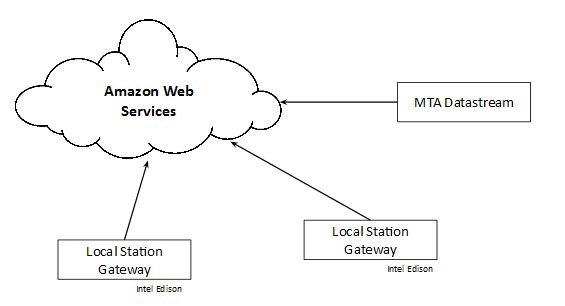 Amazon Web
Services
MTA Datastream
Local Station
Gateway
Intel Edison
Local Station
Gateway
Intel Edison